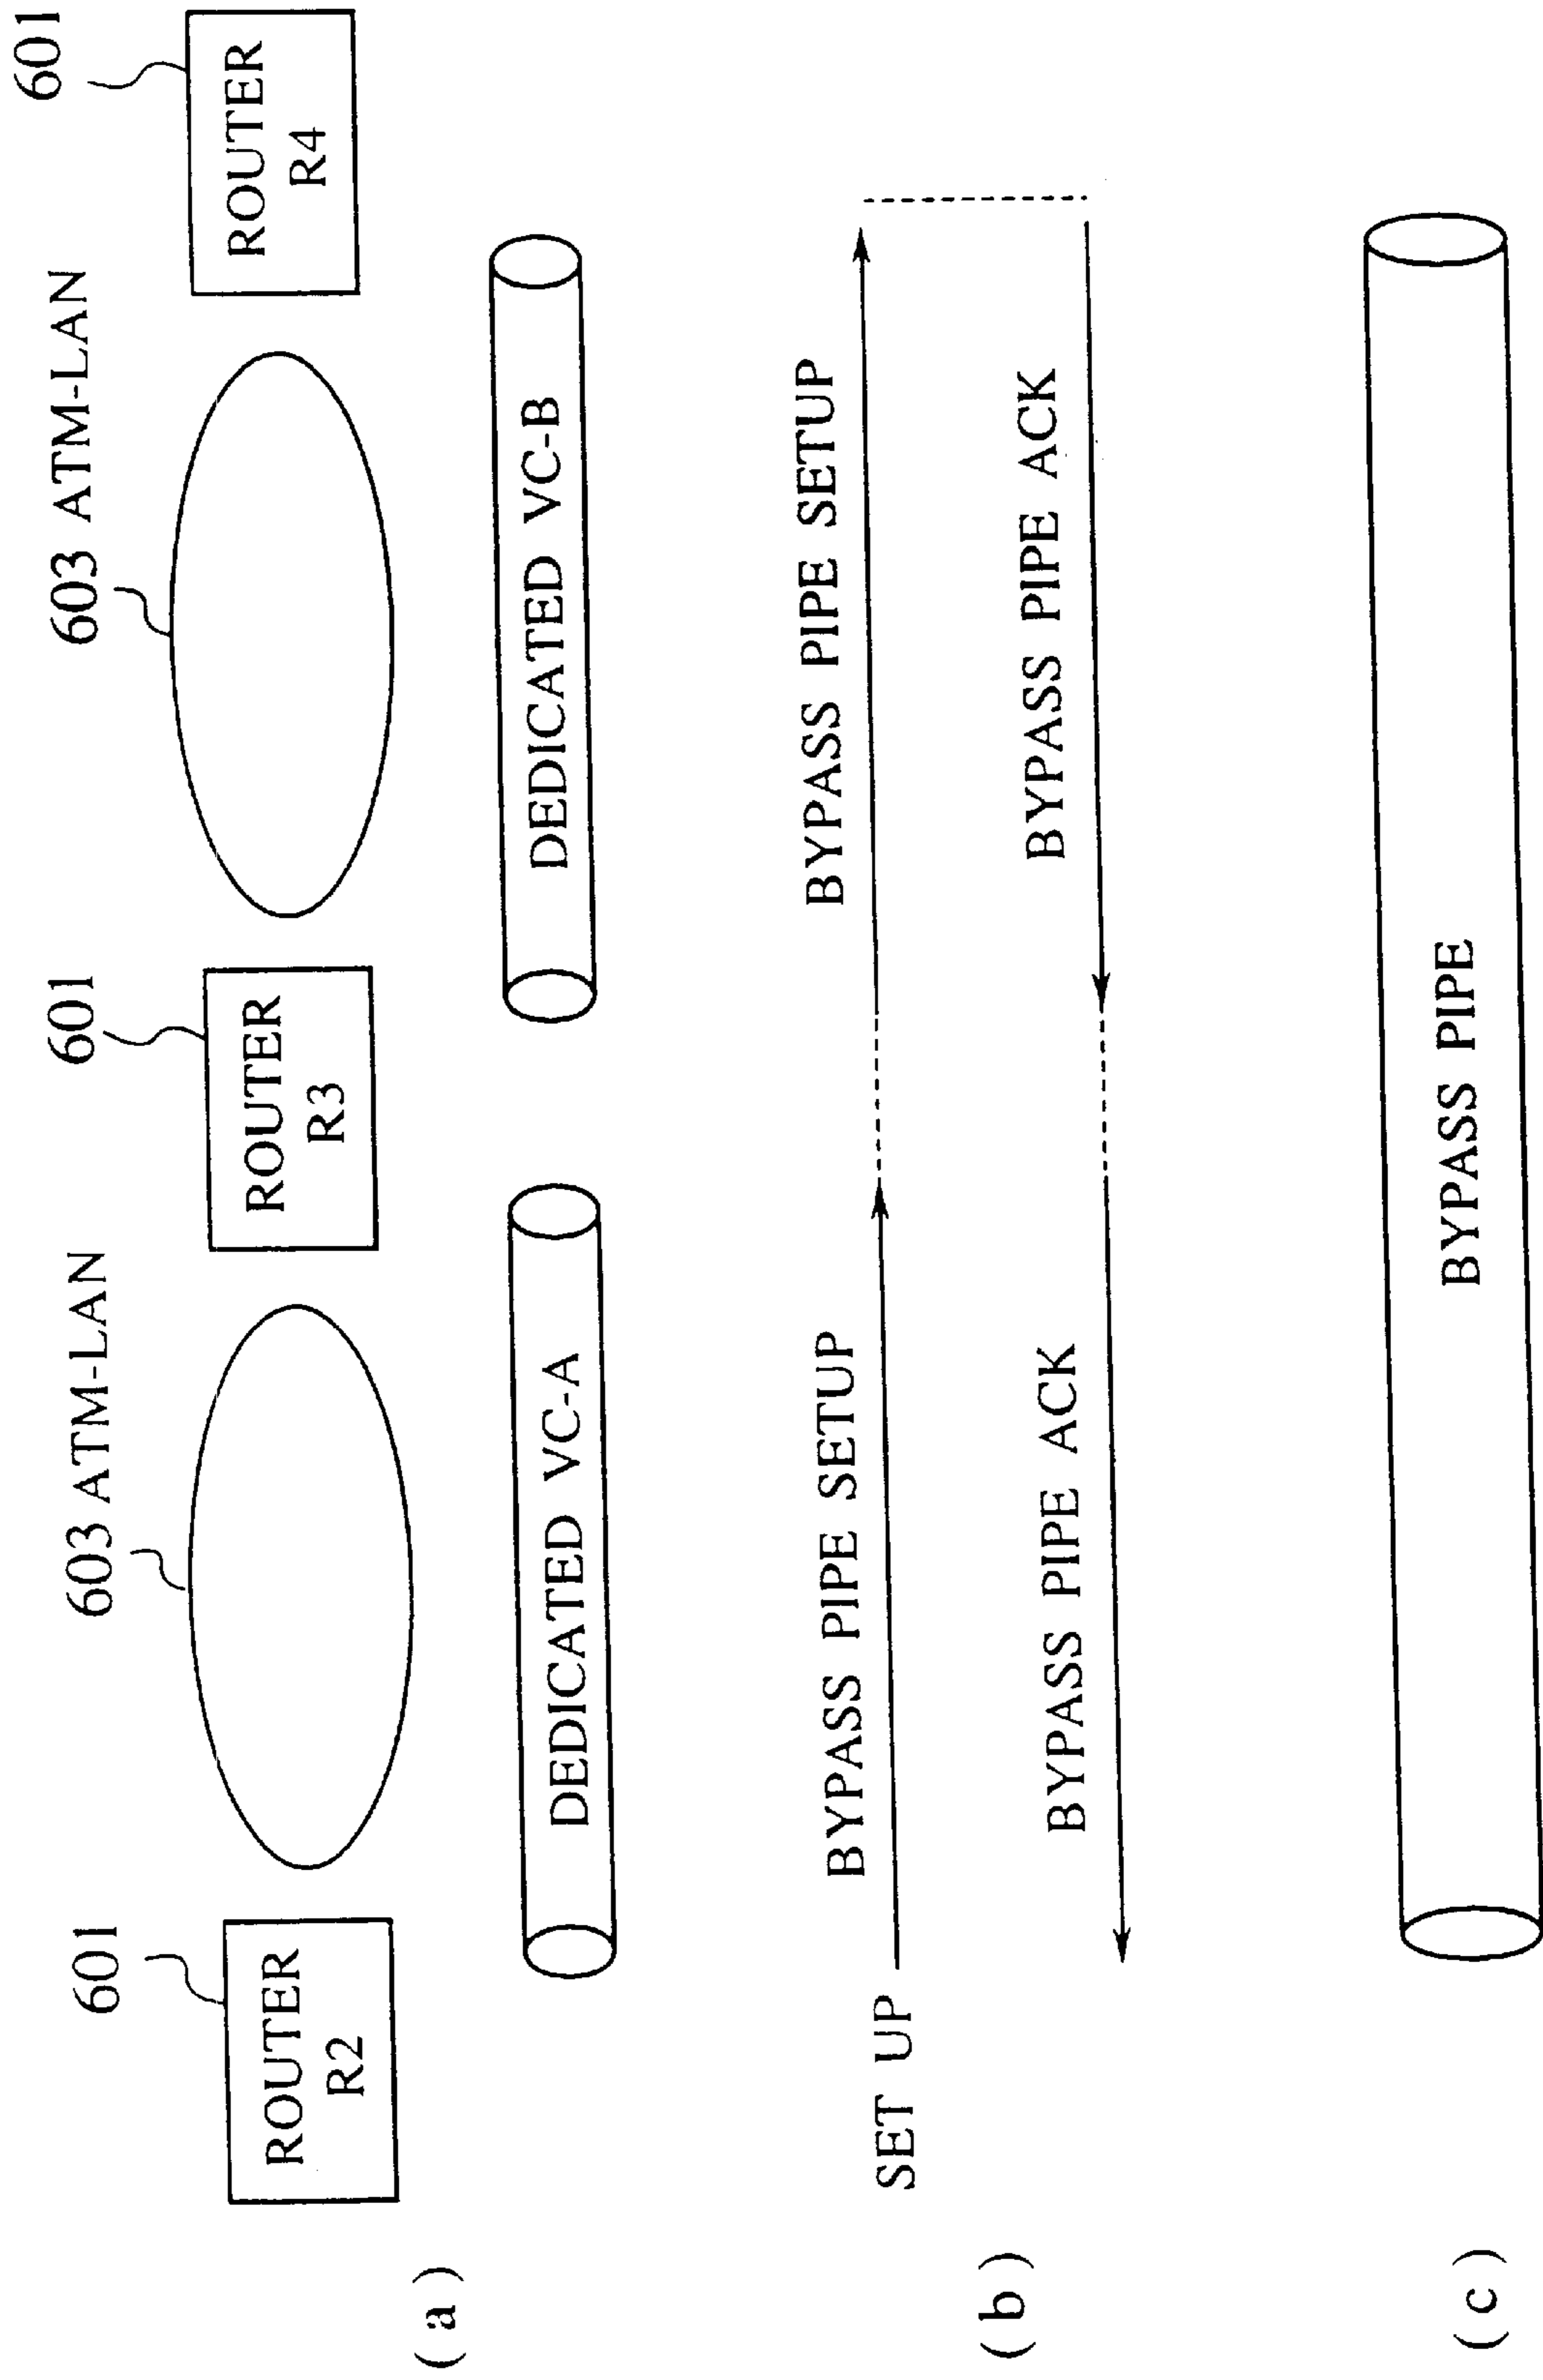 601
603 ATM-LAN
601
603 ATM-LAN
601
ROUTER
R2
ROUTER
R3
ROUTER
R4
(a)
DEDICATED VC-A
DEDICATED VC-B
BYPASS PIPE SETUP
BYPASS PIPE SETUP
SET UP
(b)
BYPASS PIPE ACK
BYPASS PIPE ACK
BYPASS PIPE
(c)